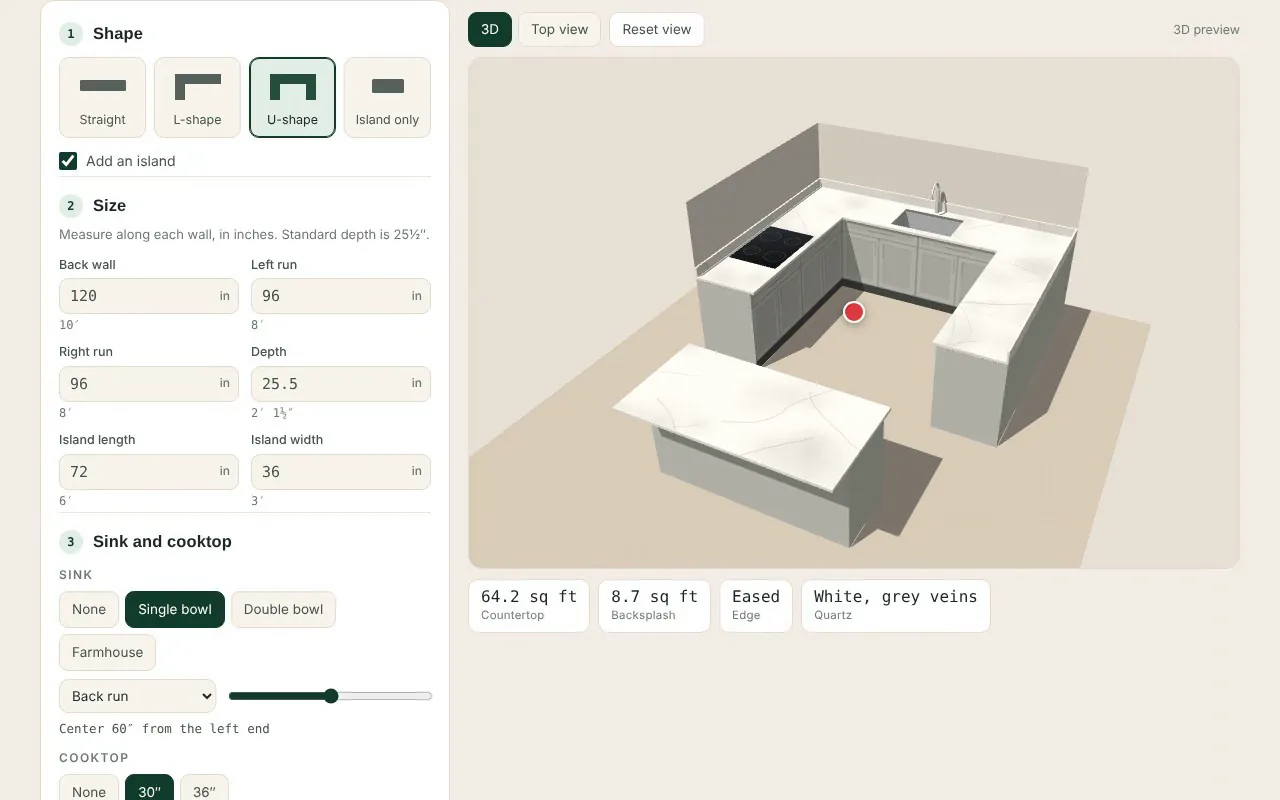 1 Shape
Straight L-shape U-shape Island only
Add an island
2 Size
Measure along each wall, in inches. Standard depth is 25½″.
Back wall Left run
120 in 96 in
10′ 8′
Right run Depth
96 in 25.5 in
8′ 2′ 1½″
Island length Island width
72 in 36 in
6′ 3′
3 Sink and cooktop
SINK
None Single bowl Double bowl
Farmhouse
Back run
Center 60″ from the left end
COOKTOP
None 30″ 36″
3D Top view Reset view 3D preview
64.2 sq ft 8.7 sq ft Eased White, grey veins
Countertop Backsplash Edge Quartz